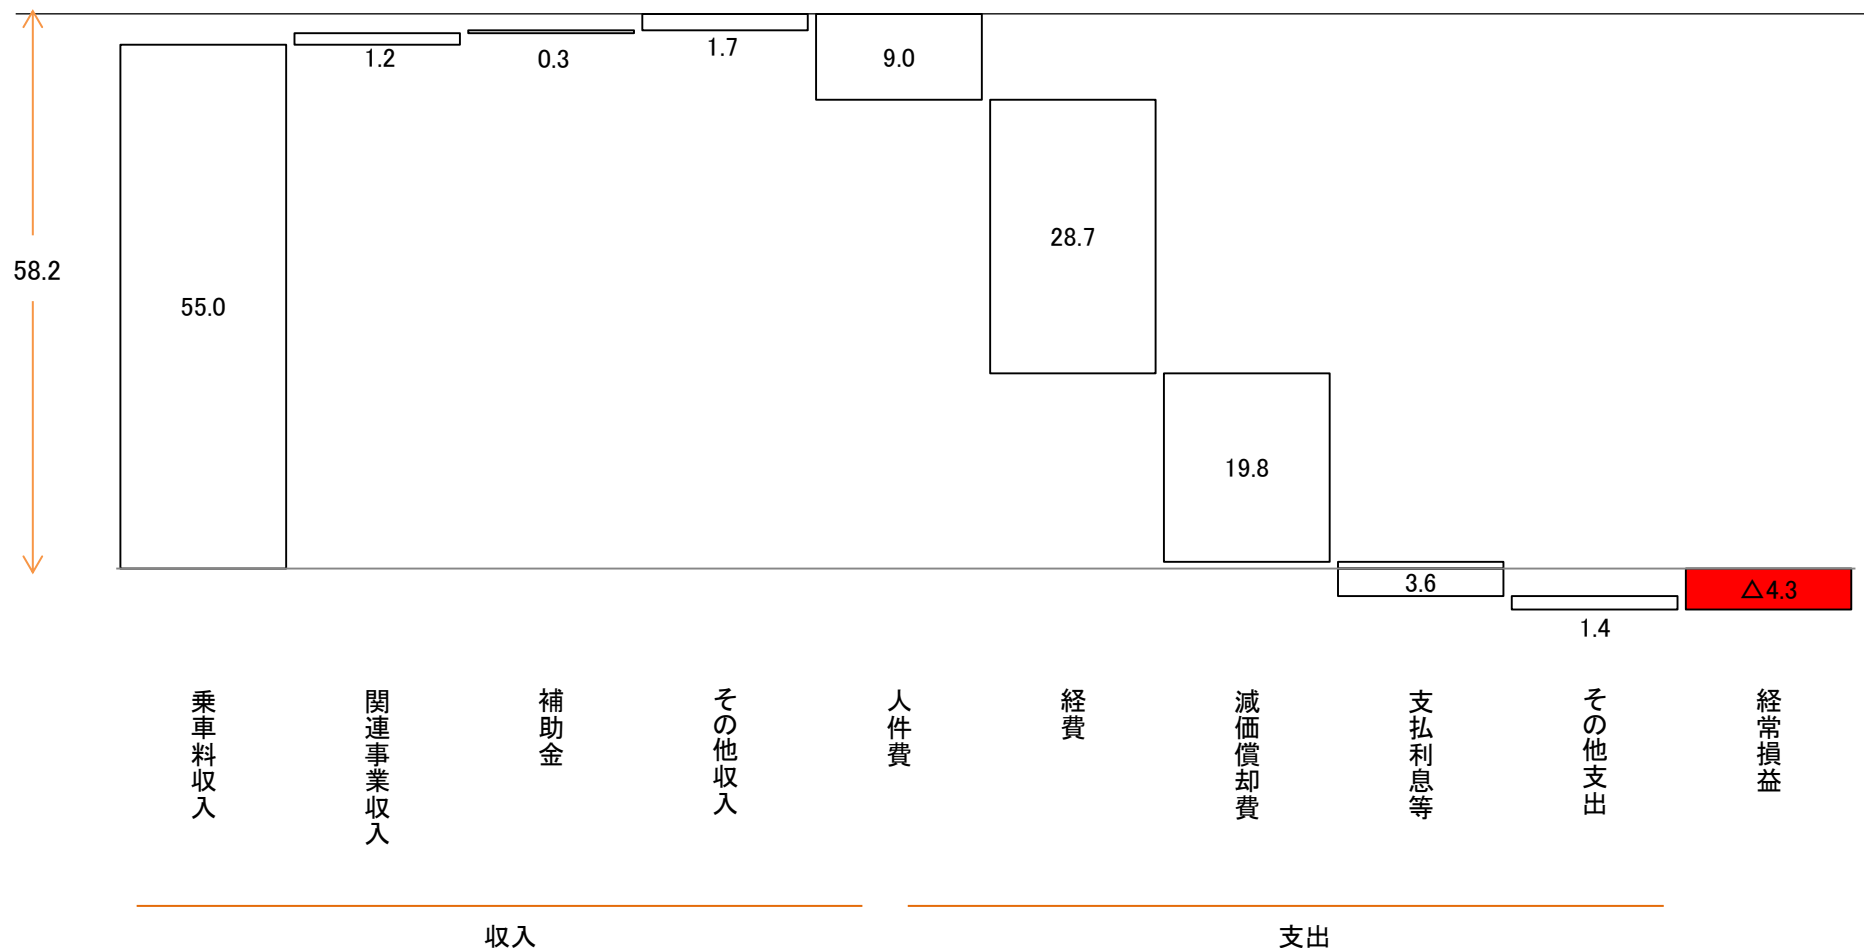 58.2
55.0
1.2
0.3
1.7
9.0
28.7
19.8
3.6
1.4
△4.3
乗車料収入
関連事業収入
補助金
その他収入
人件費
経費
減価償却費
支払利息等
その他支出
経常損益
収入
支出